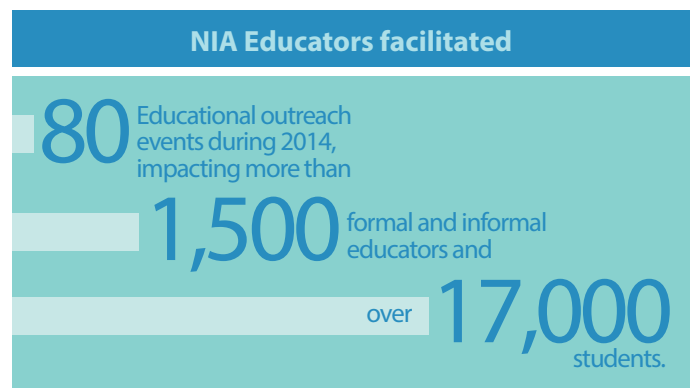 NIA Educators facilitated
80 Educational outreach
events during 2014,
impacting more than
1,500 formal and informal
educators and
over 17,000
students.